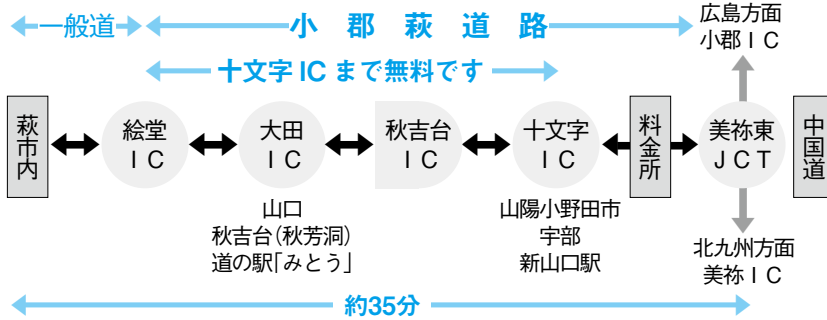 一般道
小郡萩道路
広島方面
小郡IC
十文字ICまで無料です
萩市内
絵堂
IC
大田
IC
秋吉台
IC
十文字
IC
料金所
美祢東
JCT
中国道
山口
秋吉台(秋芳洞)
道の駅「みとう」
山陽小野田市
宇部
新山口駅
北九州方面
美祢IC
約35分